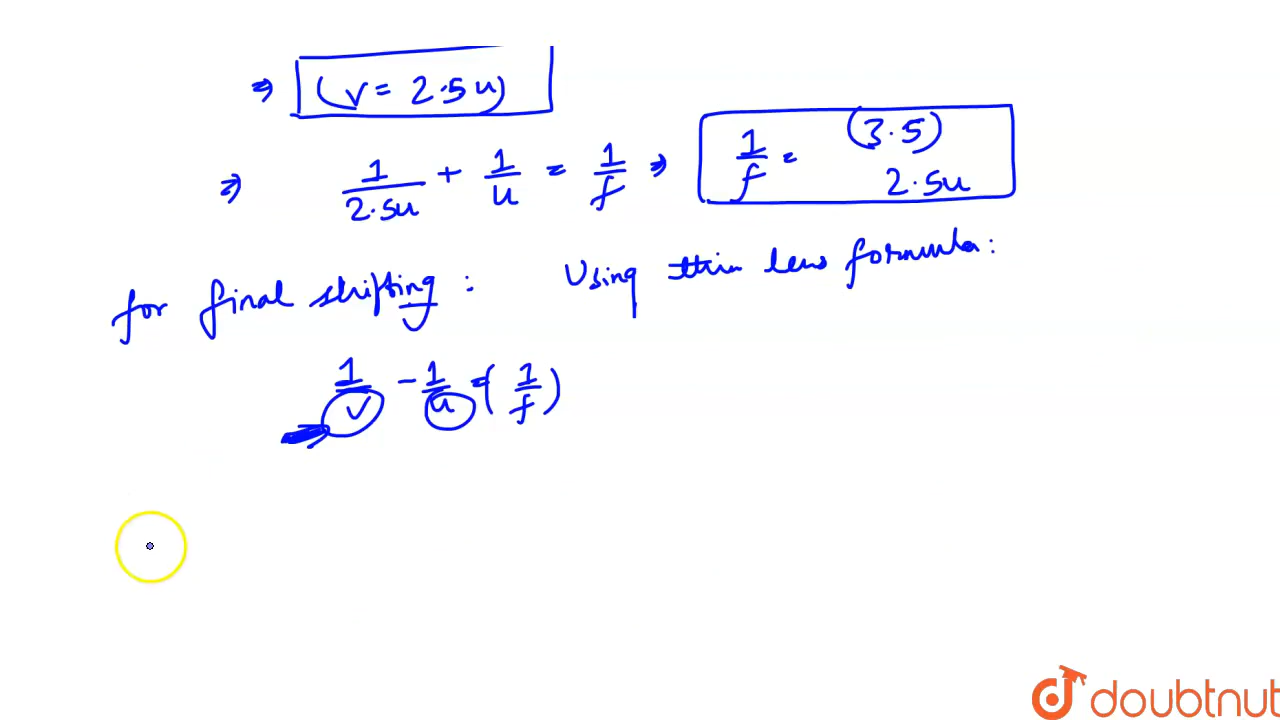 ⇒ (v = 2.5u)
⇒ 1/2.5u + 1/u = 1/f ⇒ 1/f = (3.5)/2.5u
for final shifting : Using thin lens formula :
1/v - 1/u = (1/f)
doubtnut